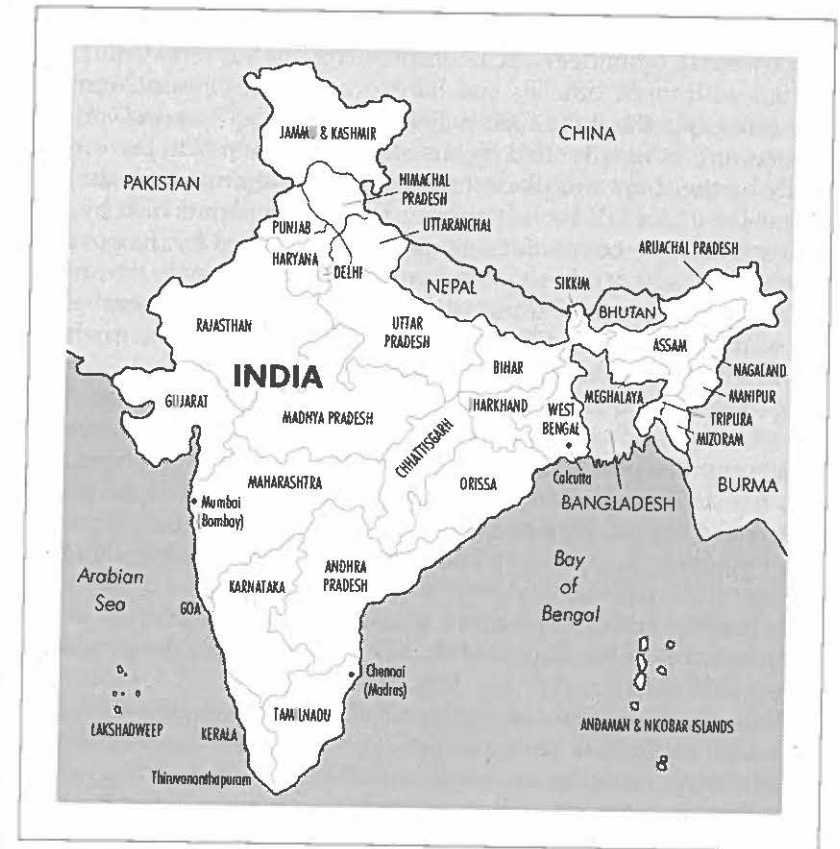 JAMMU & KASHMIR
CHINA
PAKISTAN
HIMACHAL
PRADESH
PUNJAB
UTTARANCHAL
HARYANA
DELHI
ARUACHAL PRADESH
NEPAL
SIKKIM
BHUTAN
RAJASTHAN
UTTAR
PRADESH
ASSAM
BIHAR
NAGALAND
INDIA
GUJARAT
MEGHALAYA
MANIPUR
JHARKHAND
WEST
BENGAL
TRIPURA
MADHYA PRADESH
MIZORAM
CHHATTISGARH
MAHARASHTRA
ORISSA
Calcutta
BANGLADESH
BURMA
Mumbai
(Bombay)
Arabian
Sea
ANDHRA
PRADESH
KARNATAKA
Bay
of
Bengal
GOA
Chennai
(Madras)
TAMILNADU
LAKSHADWEEP
KERALA
ANDAMAN & NIKOBAR ISLANDS
Thiruvananthapuram